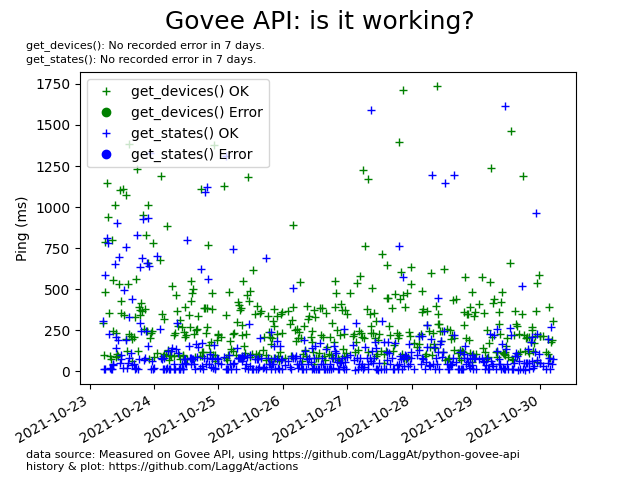 Govee API: is it working?
get_devices(): No recorded error in 7 days.
get_states(): No recorded error in 7 days.
get_devices() OK
get_devices() Error
get_states() OK
get_states() Error
Ping (ms)
1750
1500
1250
1000
750
500
250
0
2021-10-23
2021-10-24
2021-10-25
2021-10-26
2021-10-27
2021-10-28
2021-10-29
2021-10-30
data source: Measured on Govee API, using https://github.com/LaggAt/python-govee-api
history & plot: https://github.com/LaggAt/actions